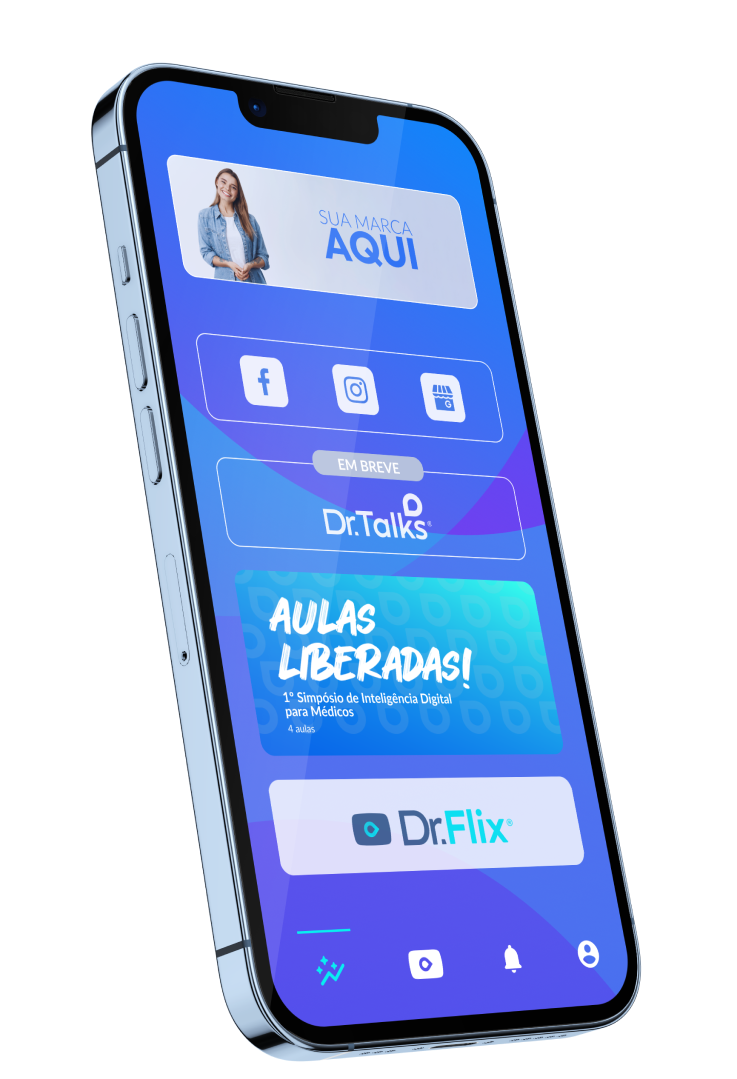 SUA MARCA
AQUI
EM BREVE
Dr.Talks®
AULAS
LIBERADAS!
1º Simpósio de Inteligência Digital
para Médicos
4 aulas
Dr.Flix®